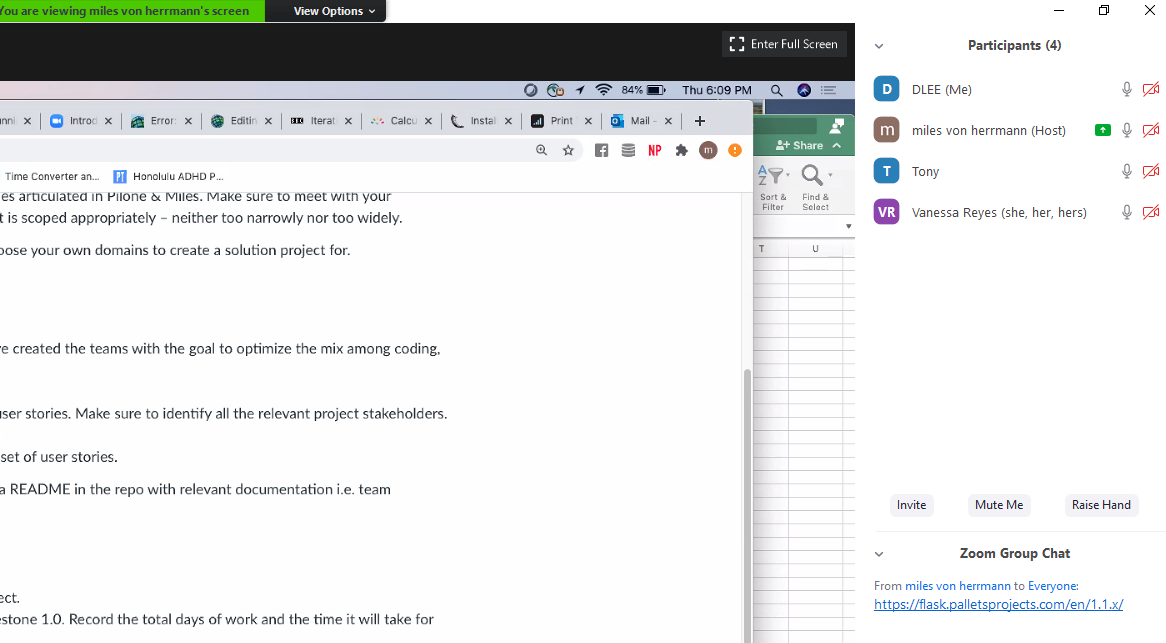 You are viewing miles von herrmann's screen
View Options
Enter Full Screen
84%
Thu 6:09 PM
Introd
Error:
Editin
Iterati
Calcu
Instal
Print
Mail –
Share
NP
m
Time Converter an...
PT
Honolulu ADHD P...
Sort &
Filter
Find &
Select
T
U
es articulated in Pilone & Miles. Make sure to meet with your
t is scoped appropriately – neither too narrowly nor too widely.
oose your own domains to create a solution project for.
ve created the teams with the goal to optimize the mix among coding,
user stories. Make sure to identify all the relevant project stakeholders.
set of user stories.
a README in the repo with relevant documentation i.e. team
ect.
estone 1.0. Record the total days of work and the time it will take for
Participants (4)
D
DLEE (Me)
m
miles von herrmann (Host)
T
Tony
VR
Vanessa Reyes (she, her, hers)
Invite
Mute Me
Raise Hand
Zoom Group Chat
From miles von herrmann to Everyone:
https://flask.palletsprojects.com/en/1.1.x/